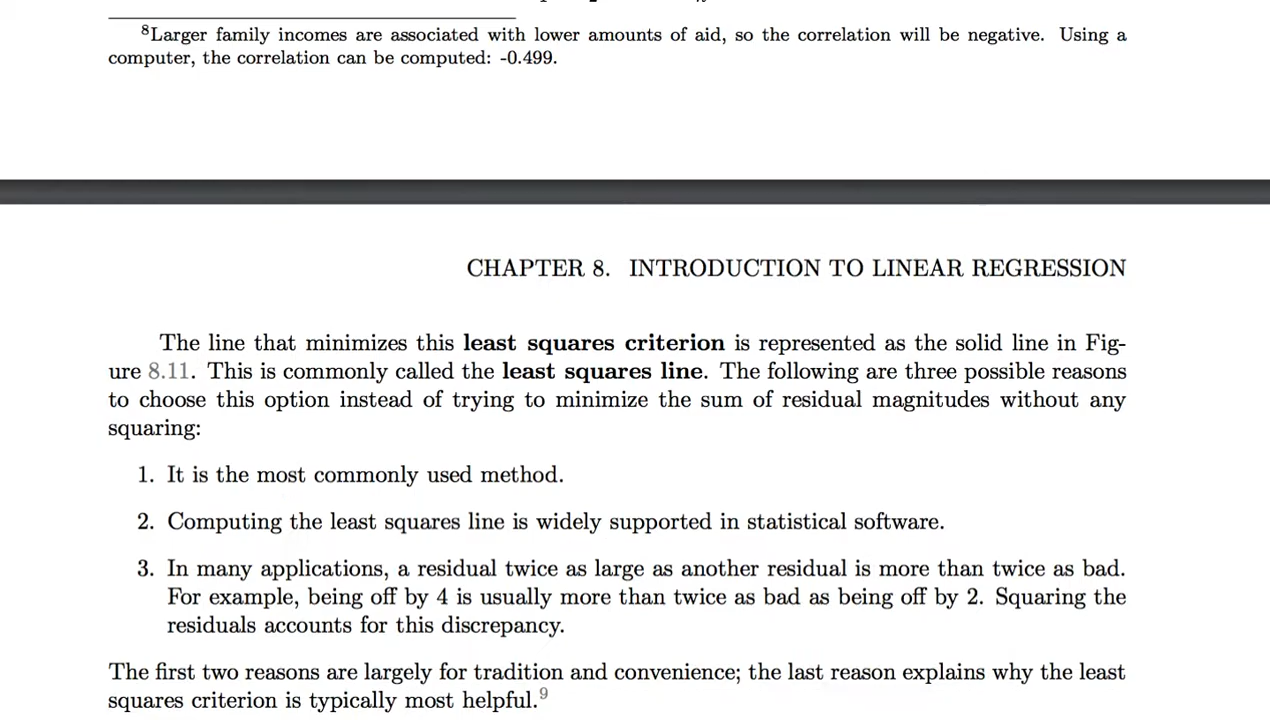 ⁸Larger family incomes are associated with lower amounts of aid, so the correlation will be negative. Using a
computer, the correlation can be computed: -0.499.
CHAPTER 8. INTRODUCTION TO LINEAR REGRESSION
The line that minimizes this least squares criterion is represented as the solid line in Fig-
ure 8.11. This is commonly called the least squares line. The following are three possible reasons
to choose this option instead of trying to minimize the sum of residual magnitudes without any
squaring:
1. It is the most commonly used method.
2. Computing the least squares line is widely supported in statistical software.
3. In many applications, a residual twice as large as another residual is more than twice as bad.
For example, being off by 4 is usually more than twice as bad as being off by 2. Squaring the
residuals accounts for this discrepancy.
The first two reasons are largely for tradition and convenience; the last reason explains why the least
squares criterion is typically most helpful.⁹